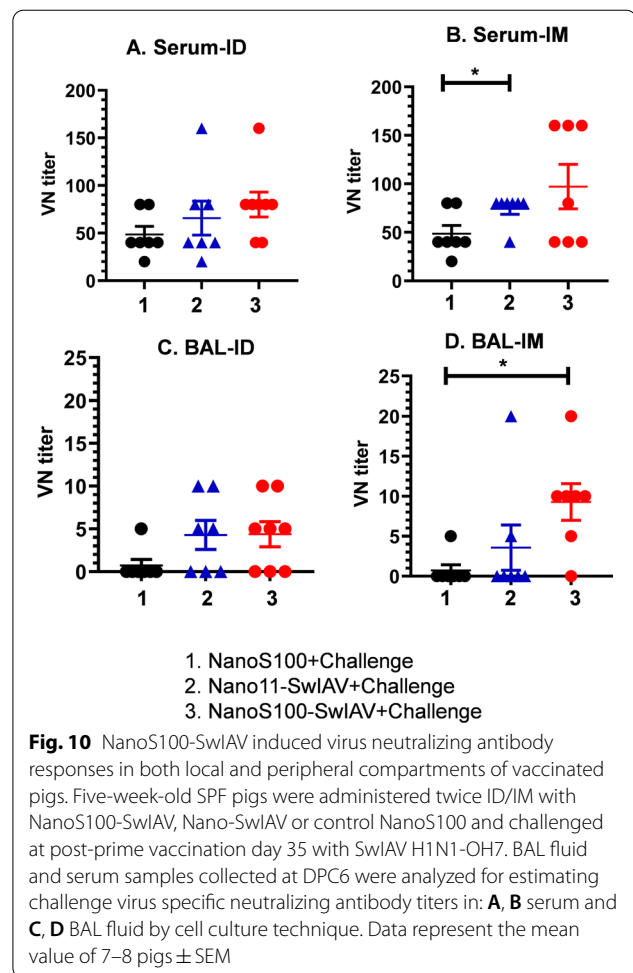 A. Serum-ID
VN titer
200
150
100
50
0
1 2 3
B. Serum-IM
*
VN titer
200
150
100
50
0
1 2 3
C. BAL-ID
VN titer
25
20
15
10
5
0
1 2 3
D. BAL-IM
*
VN titer
25
20
15
10
5
0
1 2 3
1. NanoS100+Challenge
2. Nano11-SwIAV+Challenge
3. NanoS100-SwIAV+Challenge
Fig. 10 NanoS100-SwIAV induced virus neutralizing antibody
responses in both local and peripheral compartments of vaccinated
pigs. Five-week-old SPF pigs were administered twice ID/IM with
NanoS100-SwIAV, Nano-SwIAV or control NanoS100 and challenged
at post-prime vaccination day 35 with SwIAV H1N1-OH7. BAL fluid
and serum samples collected at DPC6 were analyzed for estimating
challenge virus specific neutralizing antibody titers in: A, B serum and
C, D BAL fluid by cell culture technique. Data represent the mean
value of 7–8 pigs ± SEM